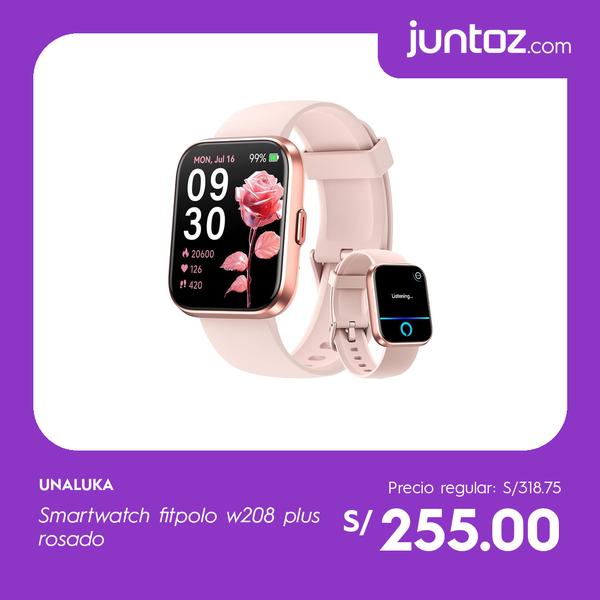 juntoz.com
MON, Jul 16 99%
09
30
20600
126
420
Listening...
UNALUKA
Smartwatch fitpolo w208 plus
rosado
Precio regular: S/318.75
S/255.00